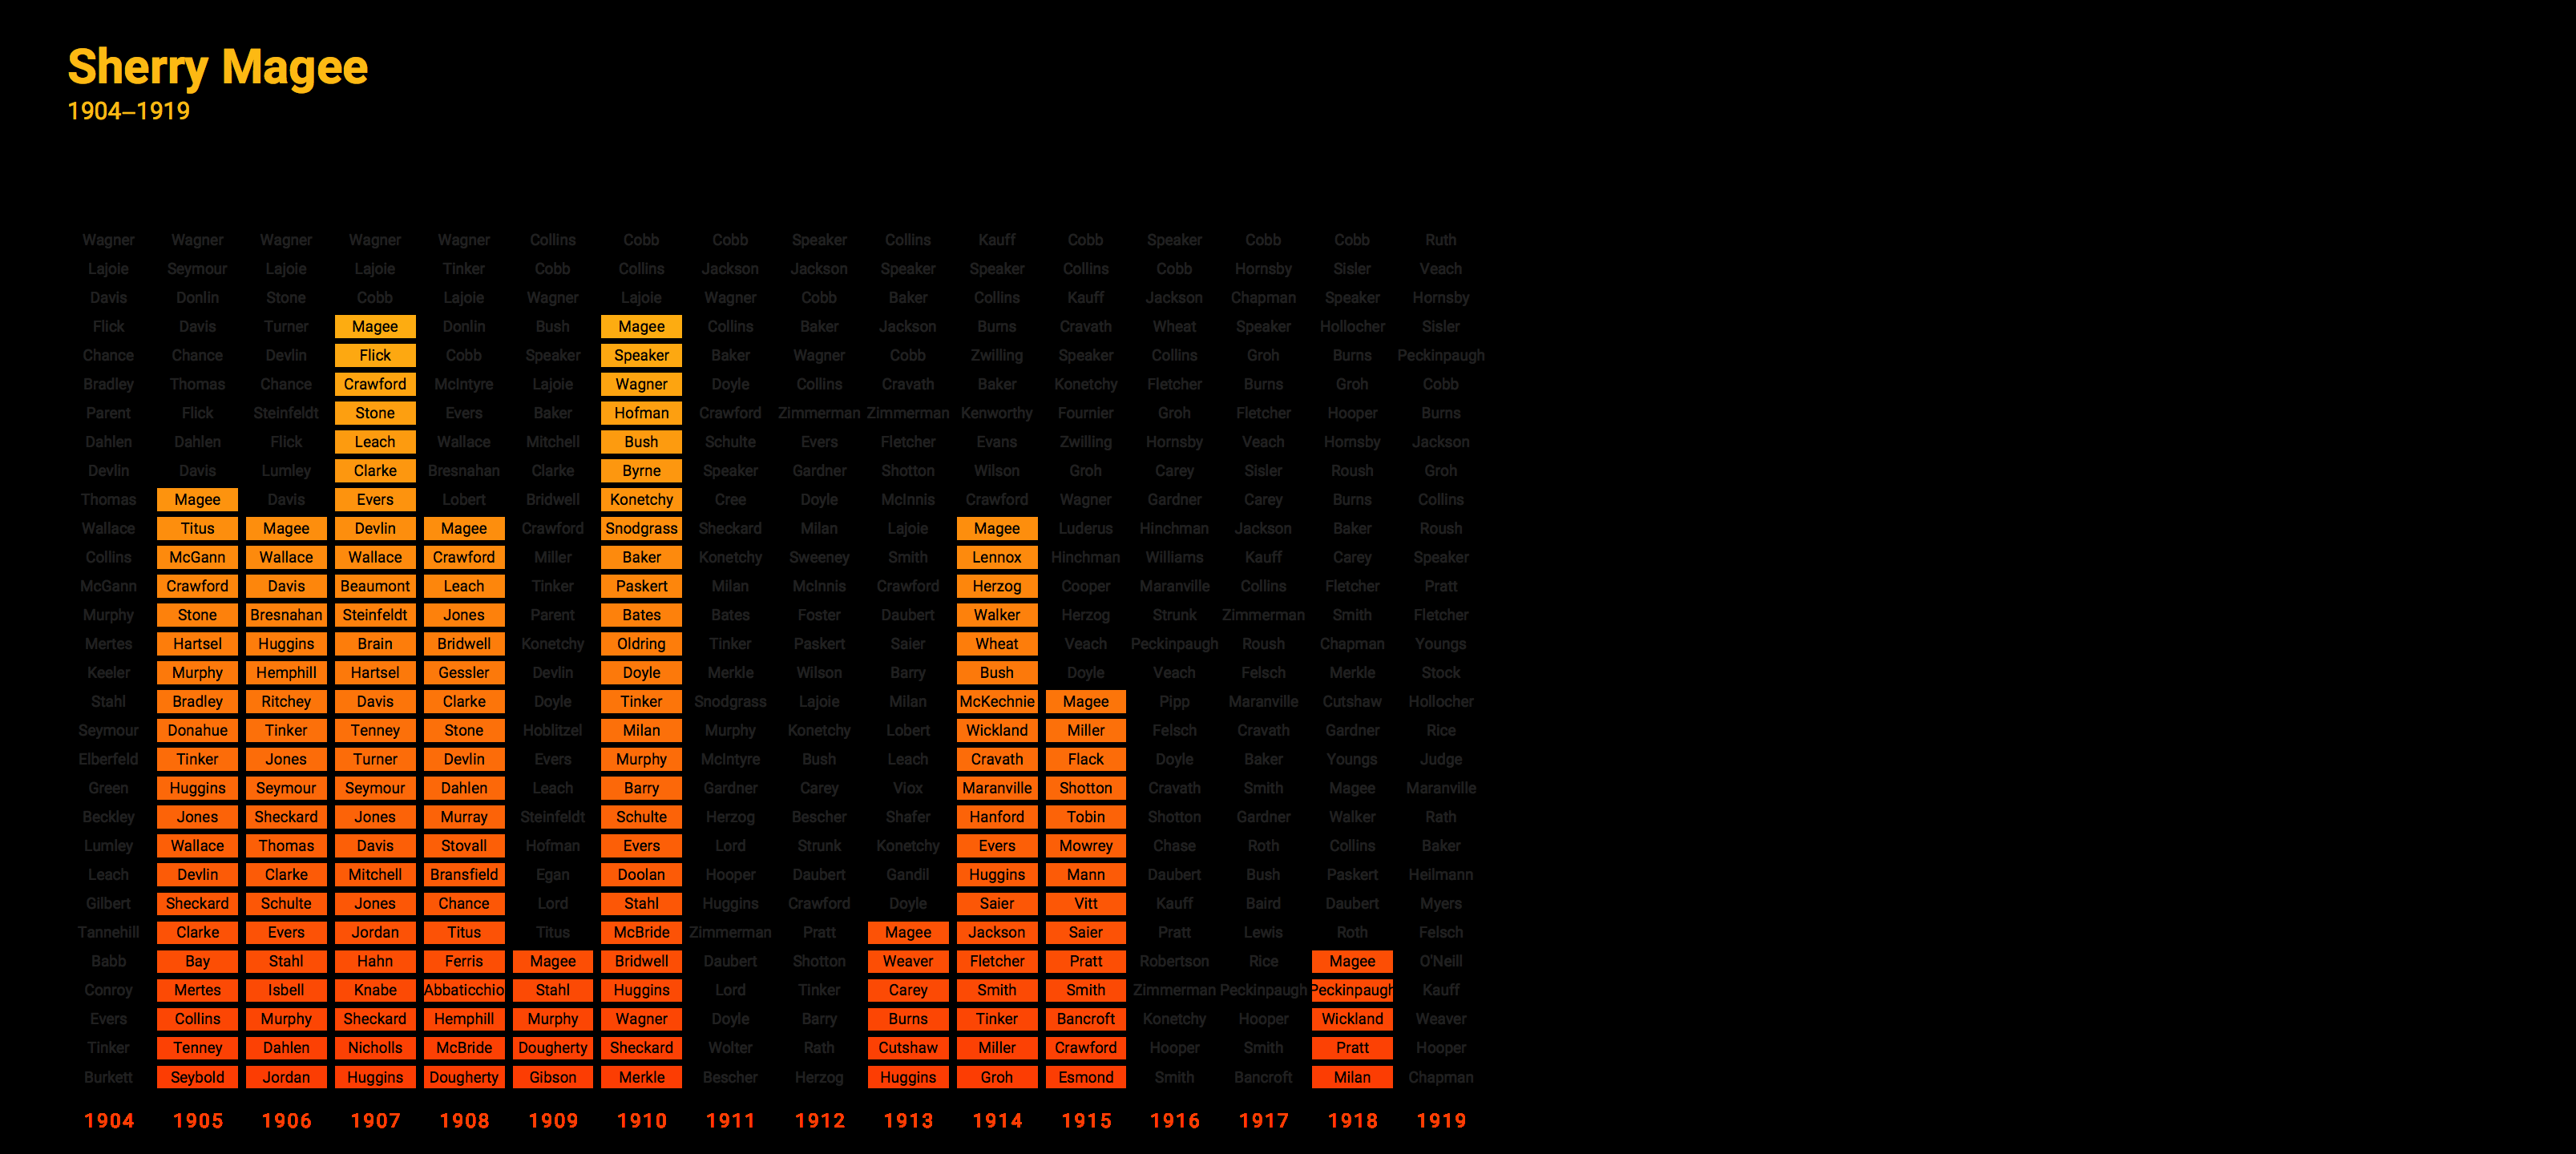 Sherry Magee
1904–1919
Wagner Wagner Wagner Wagner Wagner Collins Cobb Cobb Speaker Collins Kauff Cobb Speaker Cobb Cobb Ruth
Lajoie Seymour Lajoie Lajoie Tinker Cobb Collins Jackson Jackson Speaker Speaker Collins Cobb Hornsby Sisler Veach
Davis Donlin Stone Cobb Lajoie Wagner Lajoie Wagner Cobb Baker Collins Kauff Jackson Chapman Speaker Hornsby
Flick Davis Turner Magee Donlin Bush Magee Collins Baker Jackson Burns Cravath Wheat Speaker Hollocher Sisler
Chance Chance Devlin Flick Cobb Speaker Speaker Baker Wagner Cobb Zwilling Speaker Collins Groh Burns Peckinpaugh
Bradley Thomas Chance Crawford McIntyre Lajoie Wagner Doyle Collins Cravath Baker Konetchy Fletcher Burns Groh Cobb
Parent Flick Steinfeldt Stone Evers Baker Hofman Crawford Zimmerman Zimmerman Kenworthy Fournier Groh Fletcher Hooper Burns
Dahlen Dahlen Flick Leach Wallace Mitchell Bush Schulte Evers Fletcher Evans Zwilling Hornsby Veach Hornsby Jackson
Devlin Davis Lumley Clarke Bresnahan Clarke Byrne Speaker Gardner Shotton Wilson Groh Carey Sisler Roush Groh
Thomas Magee Davis Evers Lobert Bridwell Konetchy Cree Doyle McInnis Crawford Wagner Gardner Carey Burns Collins
Wallace Titus Magee Devlin Magee Crawford Snodgrass Sheckard Milan Lajoie Magee Luderus Hinchman Jackson Baker Roush
Collins McGann Wallace Wallace Crawford Miller Baker Konetchy Sweeney Smith Lennox Hinchman Williams Kauff Carey Speaker
McGann Crawford Davis Beaumont Leach Tinker Paskert Milan McInnis Crawford Herzog Cooper Maranville Collins Fletcher Pratt
Murphy Stone Bresnahan Steinfeldt Jones Parent Bates Bates Foster Daubert Walker Herzog Strunk Zimmerman Smith Fletcher
Mertes Hartsel Huggins Brain Bridwell Konetchy Oldring Tinker Paskert Saier Wheat Veach Peckinpaugh Roush Chapman Youngs
Keeler Murphy Hemphill Hartsel Gessler Devlin Doyle Merkle Wilson Barry Bush Doyle Veach Felsch Merkle Stock
Stahl Bradley Ritchey Davis Clarke Doyle Tinker Snodgrass Lajoie Milan McKechnie Magee Pipp Maranville Cutshaw Hollocher
Seymour Donahue Tinker Tenney Stone Hoblitzel Milan Murphy Konetchy Lobert Wickland Miller Felsch Cravath Gardner Rice
Elberfeld Tinker Jones Turner Devlin Evers Murphy McIntyre Bush Leach Cravath Flack Doyle Baker Youngs Judge
Green Huggins Seymour Seymour Dahlen Leach Barry Gardner Carey Viox Maranville Shotton Cravath Smith Magee Maranville
Beckley Jones Sheckard Jones Murray Steinfeldt Schulte Herzog Bescher Shafer Hanford Tobin Shotton Gardner Walker Rath
Lumley Wallace Thomas Davis Stovall Hofman Evers Lord Strunk Konetchy Evers Mowrey Chase Roth Collins Baker
Leach Devlin Clarke Mitchell Bransfield Egan Doolan Hooper Daubert Gandil Huggins Mann Daubert Bush Paskert Heilmann
Gilbert Sheckard Schulte Jones Chance Lord Stahl Huggins Crawford Doyle Saier Vitt Kauff Baird Daubert Myers
Tannehill Clarke Evers Jordan Titus Titus McBride Zimmerman Pratt Magee Jackson Saier Pratt Lewis Roth Felsch
Babb Bay Stahl Hahn Ferris Magee Bridwell Daubert Shotton Weaver Fletcher Pratt Robertson Rice Magee O'Neill
Conroy Mertes Isbell Knabe Abbaticchio Stahl Huggins Lord Tinker Carey Smith Smith Zimmerman Peckinpaugh Peckinpaugh Kauff
Evers Collins Murphy Sheckard Hemphill Murphy Wagner Doyle Barry Burns Tinker Bancroft Konetchy Hooper Wickland Weaver
Tinker Tenney Dahlen Nicholls McBride Dougherty Sheckard Wolter Rath Cutshaw Miller Crawford Hooper Smith Pratt Hooper
Burkett Seybold Jordan Huggins Dougherty Gibson Merkle Bescher Herzog Huggins Groh Esmond Smith Bancroft Milan Chapman
1904 1905 1906 1907 1908 1909 1910 1911 1912 1913 1914 1915 1916 1917 1918 1919